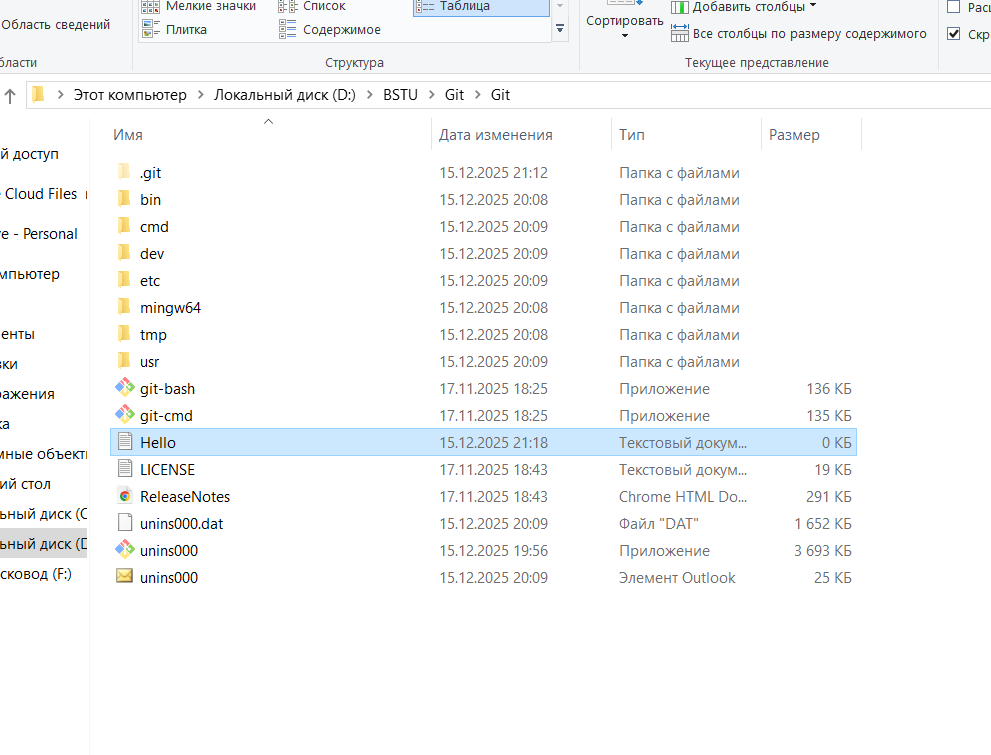 Мелкие значки Список Таблица Добавить столбцы
Область сведений Плитка Содержимое Сортировать Все столбцы по размеру содержимого
Структура Текущее представление
Этот компьютер > Локальный диск (D:) > BSTU > Git > Git
Имя Дата изменения Тип Размер
й доступ
Cloud Files
e - Personal
мпьютер
енты
вки
ражения
ка
мные объект
ий стол
ьный диск (C
ьный диск (D
сковод (F:)
.git 15.12.2025 21:12 Папка с файлами
bin 15.12.2025 20:08 Папка с файлами
cmd 15.12.2025 20:09 Папка с файлами
dev 15.12.2025 20:09 Папка с файлами
etc 15.12.2025 20:09 Папка с файлами
mingw64 15.12.2025 20:08 Папка с файлами
tmp 15.12.2025 20:08 Папка с файлами
usr 15.12.2025 20:09 Папка с файлами
git-bash 17.11.2025 18:25 Приложение 136 КБ
git-cmd 17.11.2025 18:25 Приложение 135 КБ
Hello 15.12.2025 21:18 Текстовый докум... 0 КБ
LICENSE 17.11.2025 18:43 Текстовый докум... 19 КБ
ReleaseNotes 17.11.2025 18:43 Chrome HTML Do... 291 КБ
unins000.dat 15.12.2025 20:09 Файл "DAT" 1 652 КБ
unins000 15.12.2025 19:56 Приложение 3 693 КБ
unins000 15.12.2025 20:09 Элемент Outlook 25 КБ